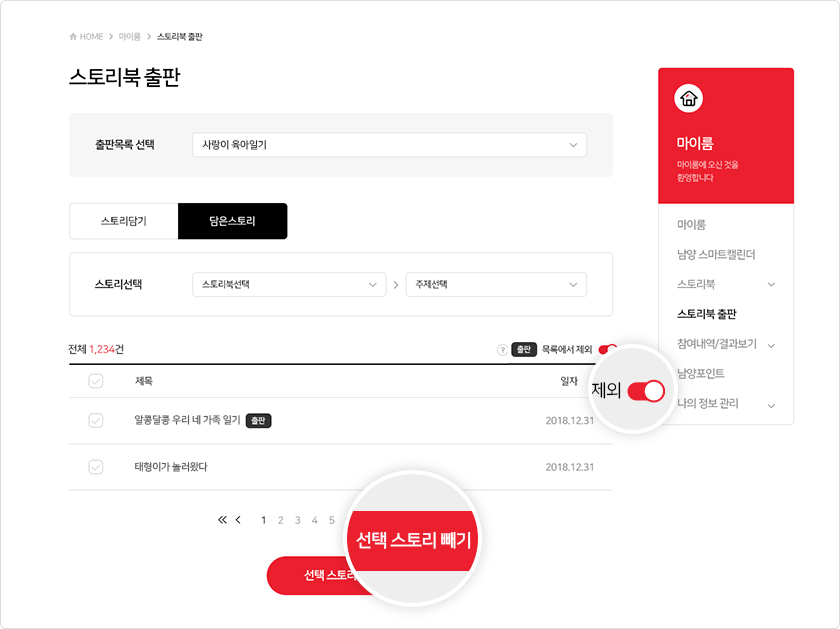 HOME > 마이룸 > 스토리북 출판
스토리북 출판
출판목록 선택
사랑이 육아일기
스토리담기
담은스토리
스토리선택
스토리북선택
>
주제선택
전체 1,234건
? 출판 목록에서 제외
제외
제목
일자
알콩달콩 우리 네 가족 일기 출판
2018.12.31
태형이가 놀러왔다
2018.12.31
« < 1 2 3 4 5
선택 스토리 빼기
선택 스토리
마이룸
마이룸에 오신 것을
환영합니다
마이룸
남양 스마트캘린더
스토리북
스토리북 출판
참여내역/결과보기
남양포인트
나의 정보 관리